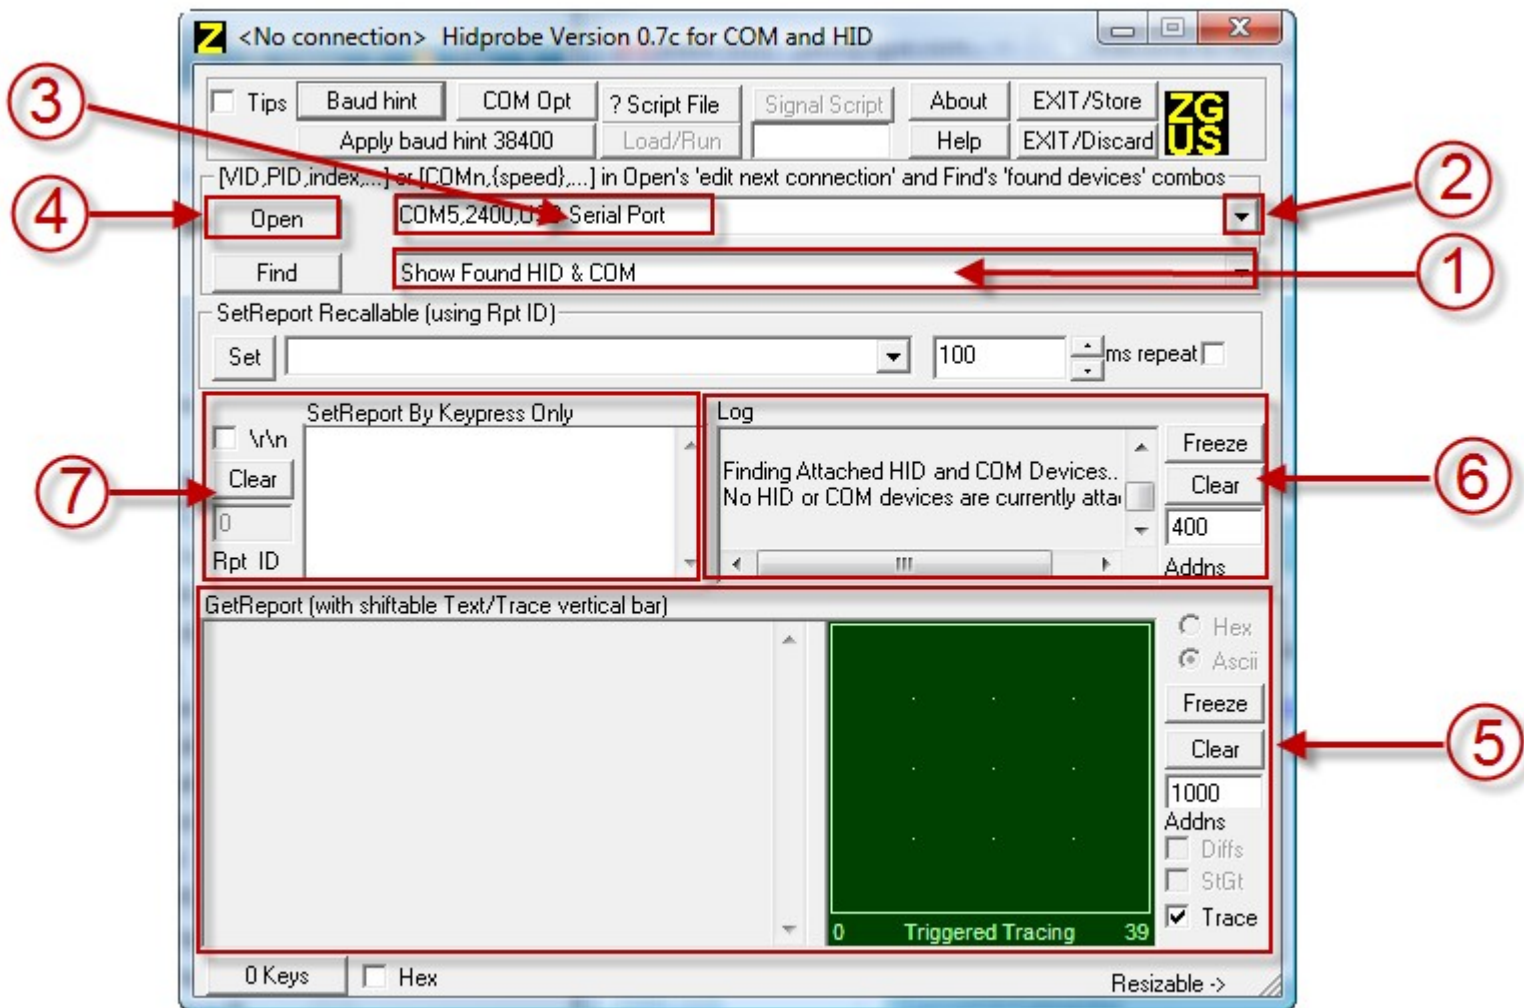 Z <No connection> Hidprobe Version 0.7c for COM and HID X
3
Tips Baud hint COM Opt ? Script File Signal Script About EXIT/Store ZG
Apply baud hint 38400 Load/Run Help EXIT/Discard US
[VID,PID,index,...] or [COMn,{speed},...] in Open's 'edit next connection' and Find's 'found devices' combos
2
4
Open COM5,2400,USB Serial Port
Find Show Found HID & COM
1
SetReport Recallable (using Rpt ID)
Set 100 ms repeat
SetReport By Keypress Only Log
\r\n Freeze
Finding Attached HID and COM Devices..
7 Clear Clear 6
No HID or COM devices are currently atta
0 400
Rpt ID Addns
GetReport (with shiftable Text/Trace vertical bar)
Hex
Ascii
Freeze
Clear 5
1000
Addns
Diffs
StGt
Trace
0 Triggered Tracing 39
0 Keys Hex Resizable ->